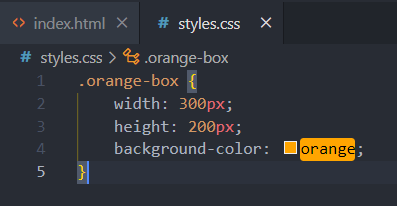 index.html
styles.css
styles.css > .orange-box
1 .orange-box {
2 width: 300px;
3 height: 200px;
4 background-color: orange;
5 }